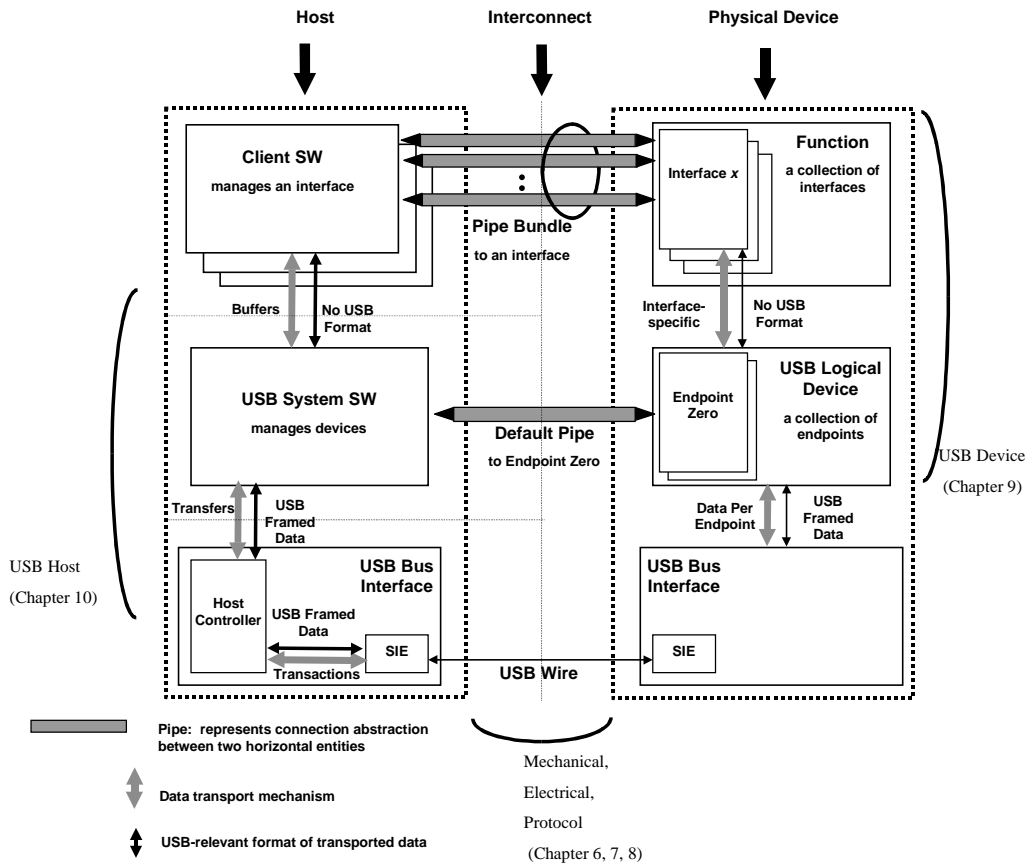 Host
Interconnect
Physical Device
Client SW
manages an interface
Pipe Bundle
to an interface
Interface x
Function
a collection of
interfaces
Buffers
No USB
Format
Interface-
specific
No USB
Format
USB System SW
manages devices
Default Pipe
to Endpoint Zero
Endpoint
Zero
USB Logical
Device
a collection of
endpoints
USB Device
(Chapter 9)
Transfers
USB
Framed
Data
Data Per
Endpoint
USB
Framed
Data
USB Host
(Chapter 10)
Host
Controller
USB Bus
Interface
USB Framed
Data
Transactions
SIE
USB Wire
USB Bus
Interface
SIE
Pipe: represents connection abstraction
between two horizontal entities
Data transport mechanism
USB-relevant format of transported data
Mechanical,
Electrical,
Protocol
(Chapter 6, 7, 8)